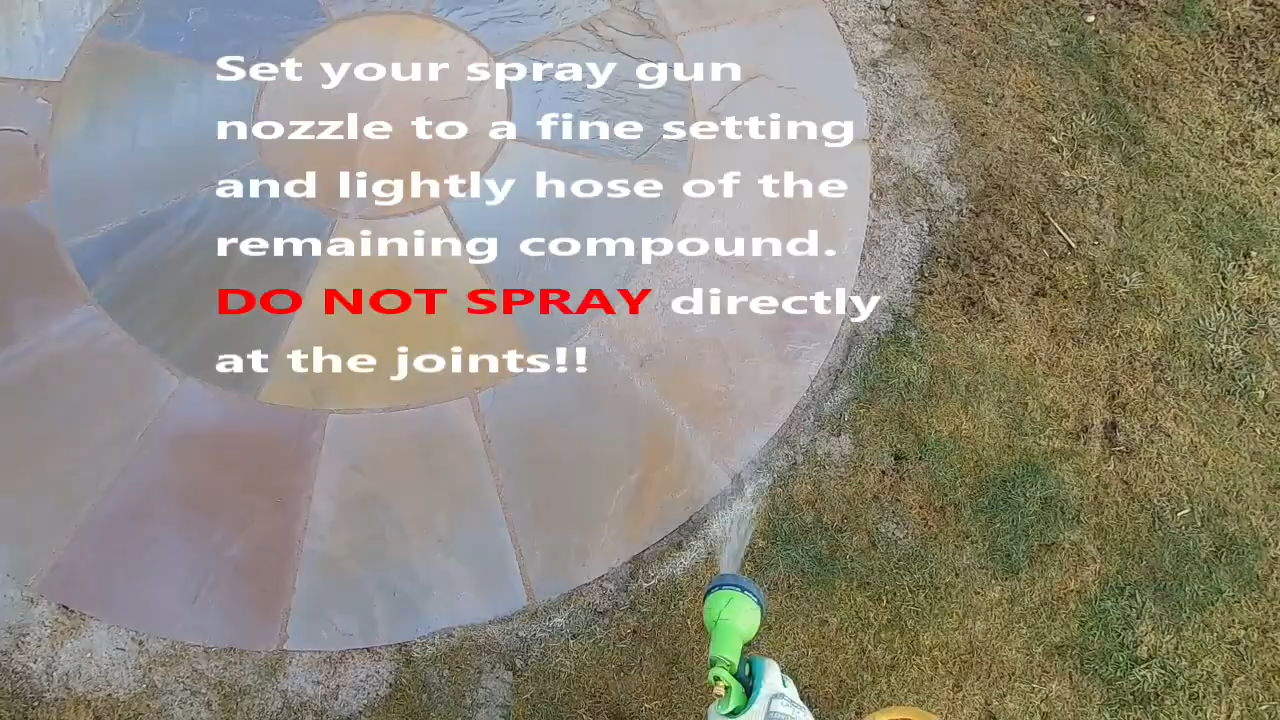 Set your spray gun
nozzle to a fine setting
and lightly hose of the
remaining compound.
DO NOT SPRAY directly
at the joints!!